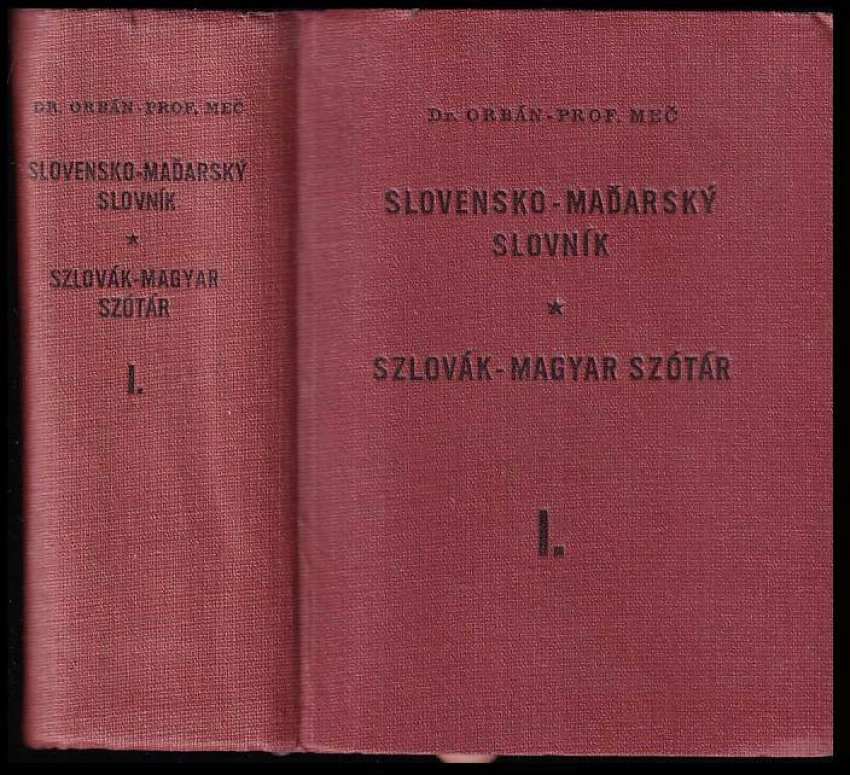 DR. ORBÁN-PROF. MEČ
SLOVENSKO-MAĎARSKÝ
SLOVNÍK
*
SZLOVÁK-MAGYAR
SZÓTÁR
I.
Dr. ORBÁN-PROF. MEČ
SLOVENSKO-MAĎARSKÝ
SLOVNÍK
*
SZLOVÁK-MAGYAR SZÓTÁR
I.